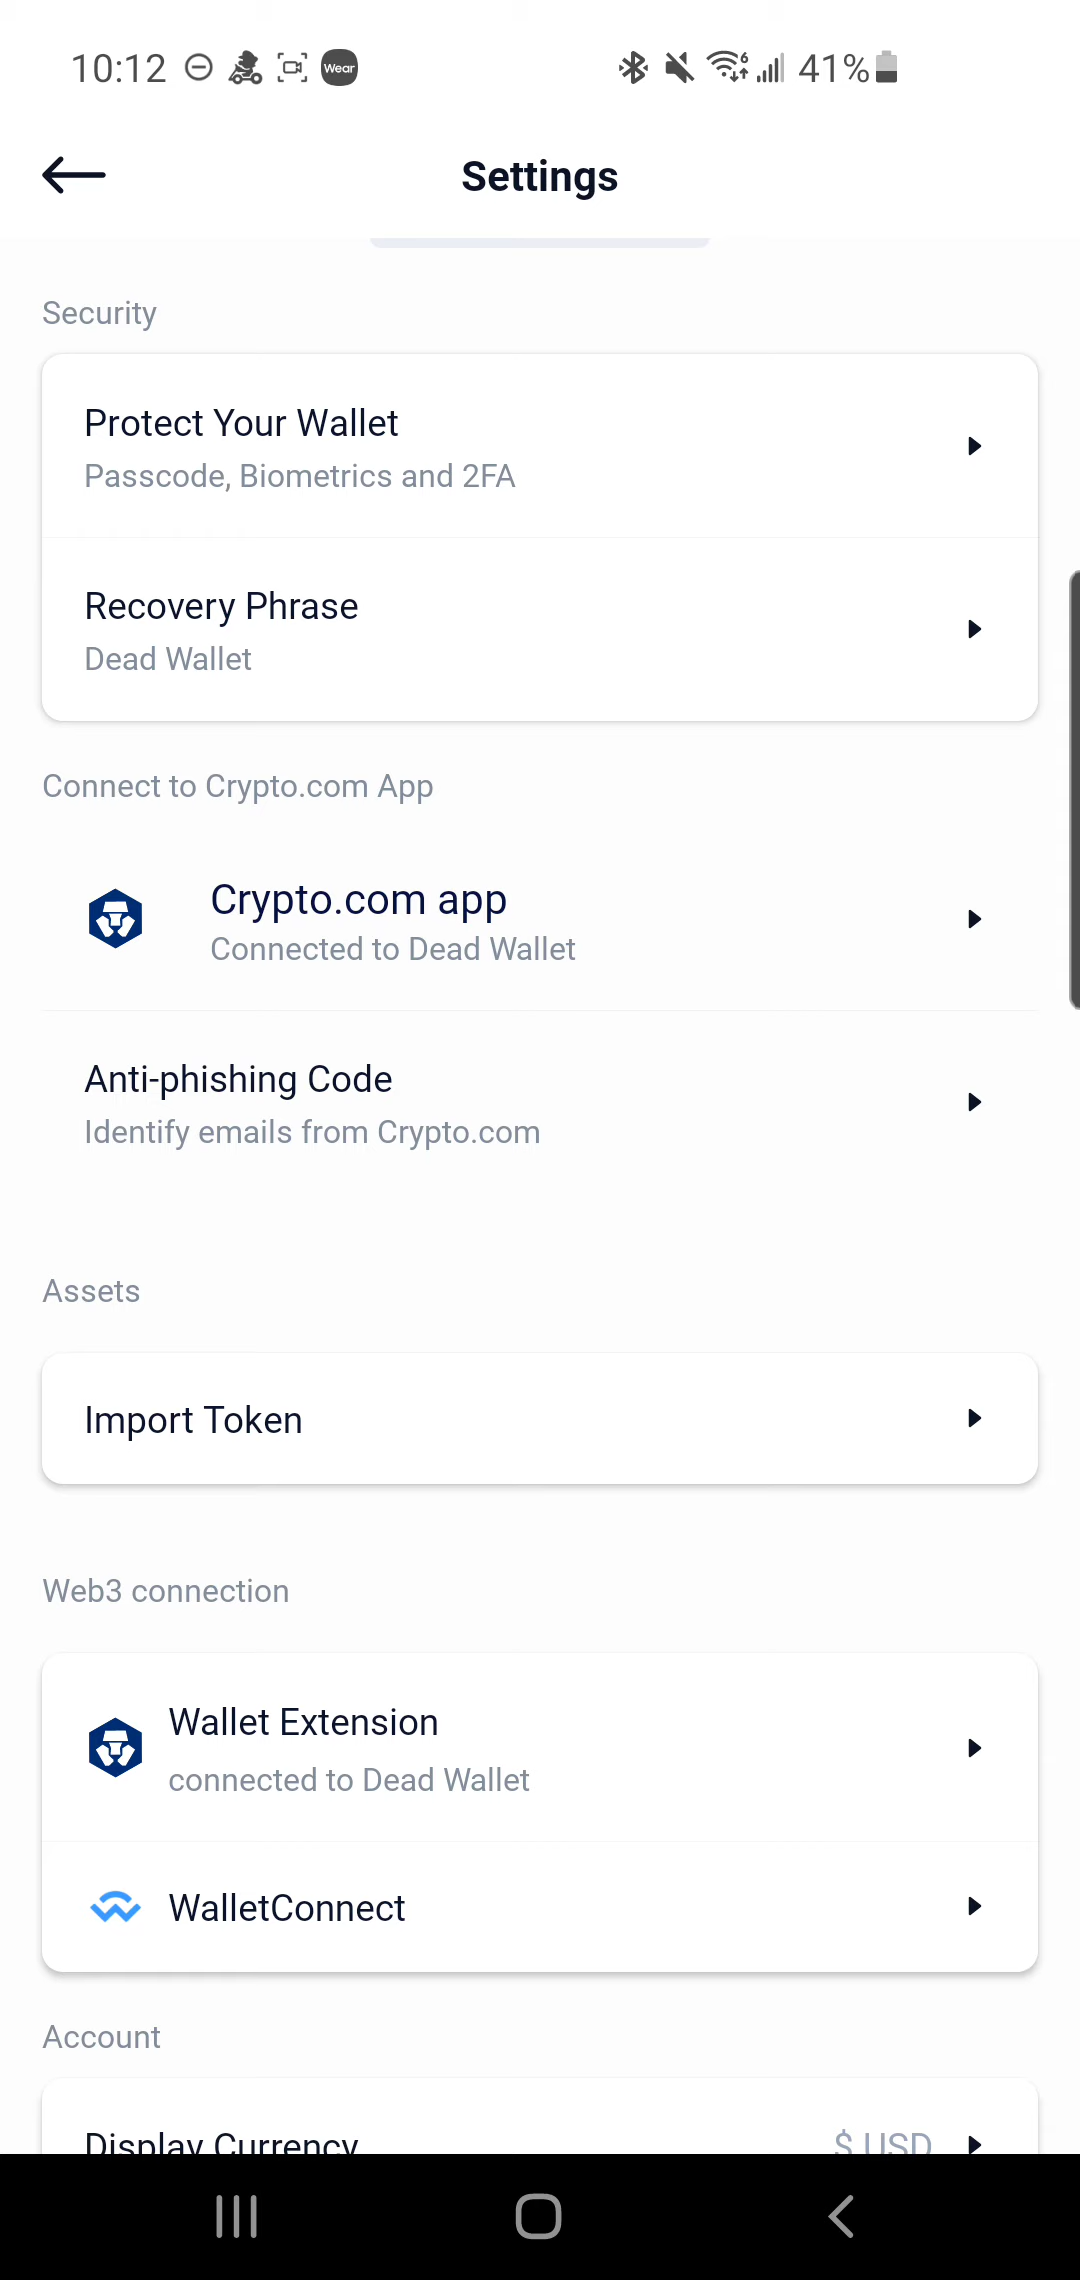 10:12
Wear
6
41%
Settings
Security
Protect Your Wallet
Passcode, Biometrics and 2FA
Recovery Phrase
Dead Wallet
Connect to Crypto.com App
Crypto.com app
Connected to Dead Wallet
Anti-phishing Code
Identify emails from Crypto.com
Assets
Import Token
Web3 connection
Wallet Extension
connected to Dead Wallet
WalletConnect
Account
Display Currency
$ USD